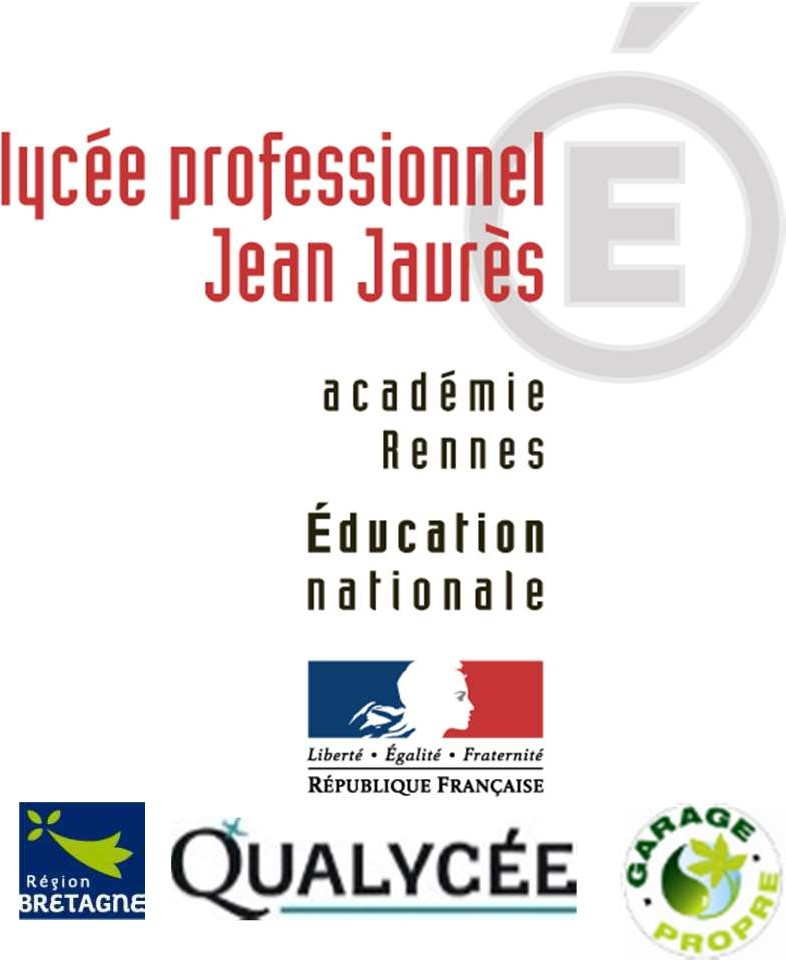 É
lycée professionnel
Jean Jaurès
académie
Rennes
Éducation
nationale
Liberté • Égalité • Fraternité
RÉPUBLIQUE FRANÇAISE
Région
BRETAGNE
QUALYCÉE
GARAGE
PROPRE